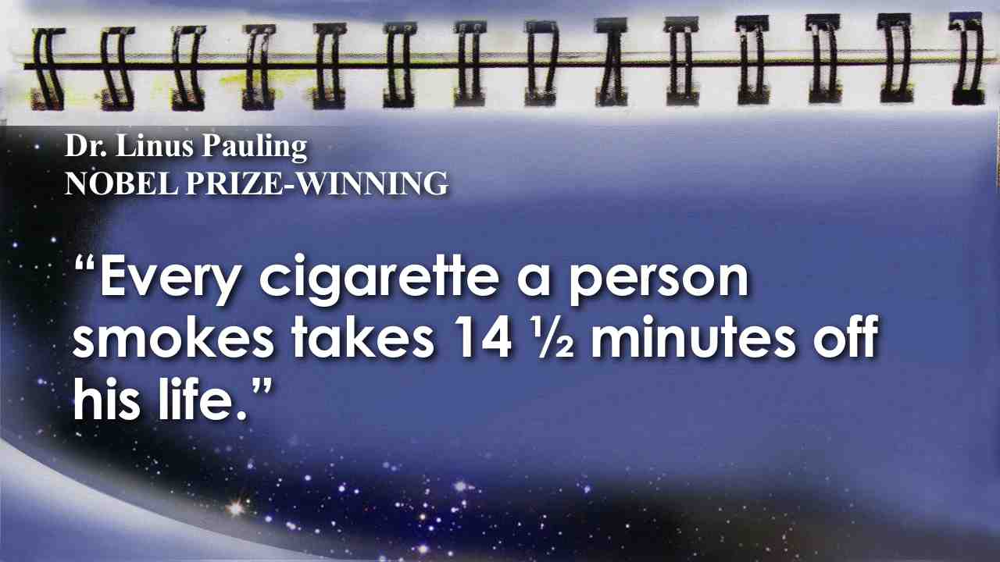 Dr. Linus Pauling
NOBEL PRIZE-WINNING
“Every cigarette a person
smokes takes 14 ½ minutes off
his life.”